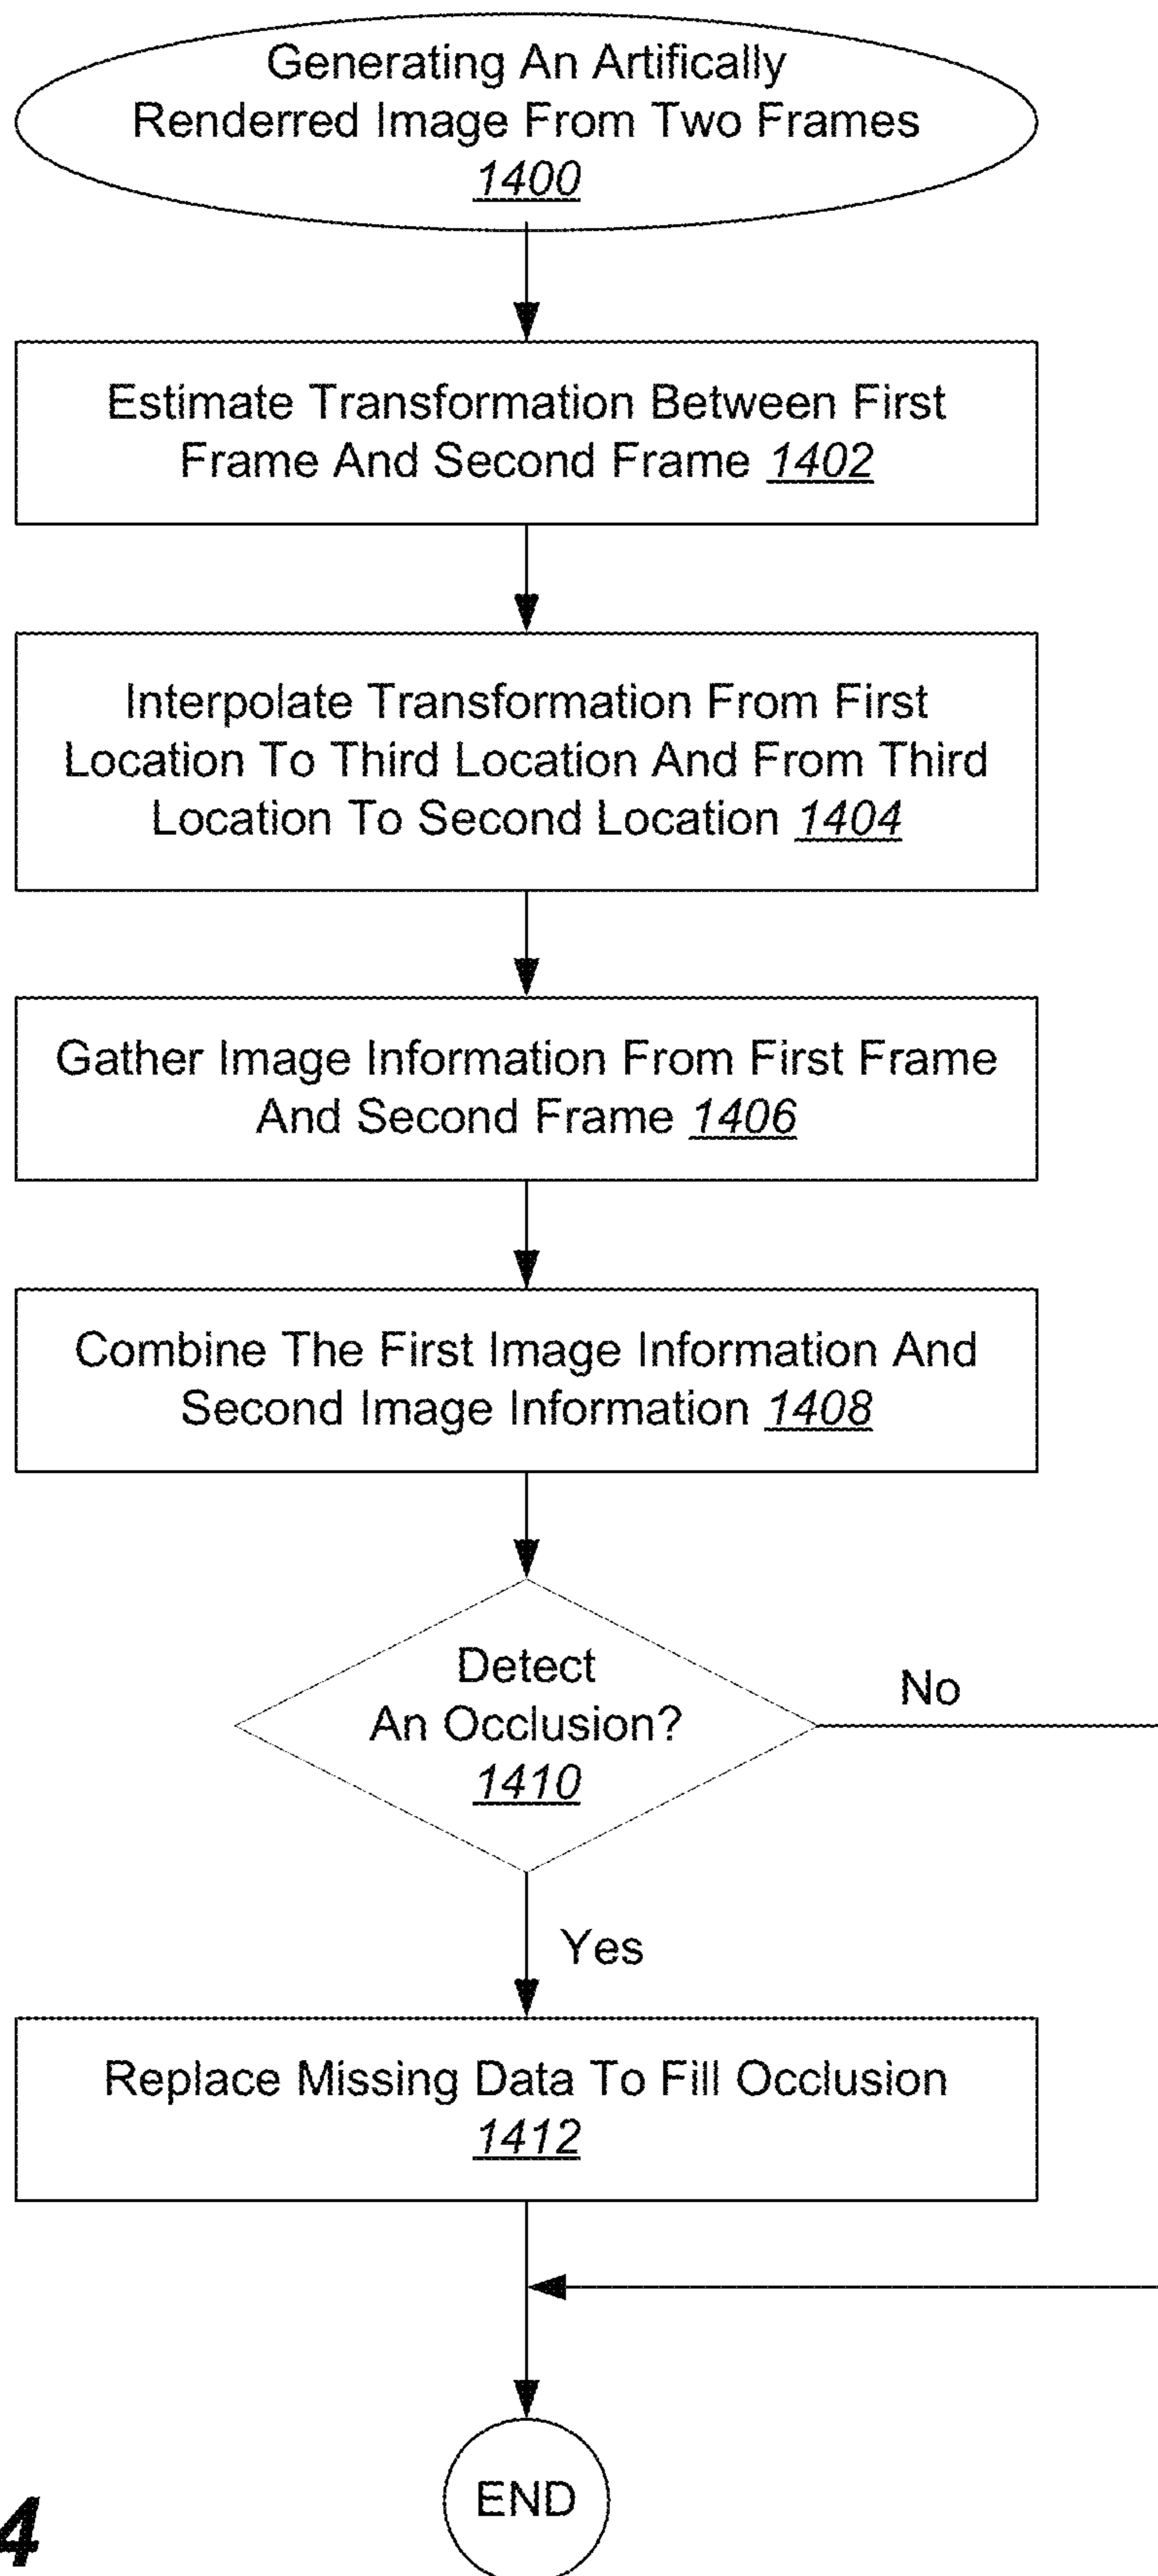 Generating An Artifically
Renderred Image From Two Frames
1400
Estimate Transformation Between First
Frame And Second Frame 1402
Interpolate Transformation From First
Location To Third Location And From Third
Location To Second Location 1404
Gather Image Information From First Frame
And Second Frame 1406
Combine The First Image Information And
Second Image Information 1408
Detect
An Occlusion?
1410
No
Yes
Replace Missing Data To Fill Occlusion
1412
END
4